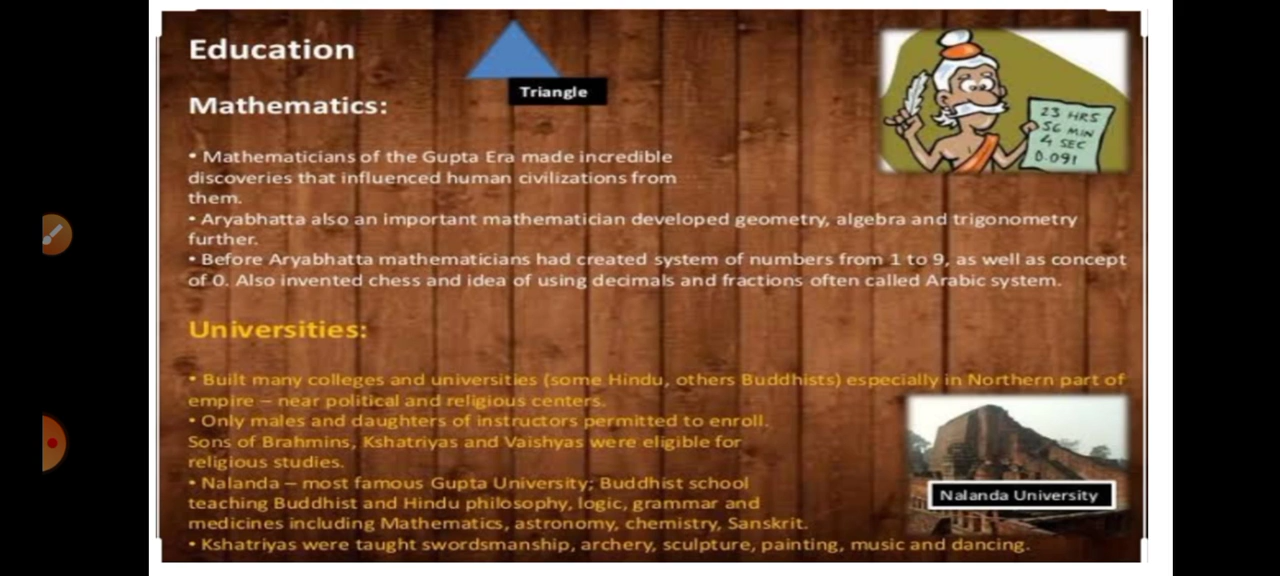 Education
Triangle
Mathematics:
23 HRS
56 MIN
4 SEC
0.091
• Mathematicians of the Gupta Era made incredible
discoveries that influenced human civilizations from
them.
• Aryabhatta also an important mathematician developed geometry, algebra and trigonometry
further.
• Before Aryabhatta mathematicians had created system of numbers from 1 to 9, as well as concept
of 0. Also invented chess and idea of using decimals and fractions often called Arabic system.
Universities:
• Built many colleges and universities (some Hindu, others Buddhists) especially in Northern part of
empire – near political and religious centers.
• Only males and daughters of instructors permitted to enroll.
Sons of Brahmins, Kshatriyas and Vaishyas were eligible for
religious studies.
• Nalanda – most famous Gupta University; Buddhist school
teaching Buddhist and Hindu philosophy, logic, grammar and
medicines including Mathematics, astronomy, chemistry, Sanskrit.
Nalanda University
• Kshatriyas were taught swordsmanship, archery, sculpture, painting, music and dancing.